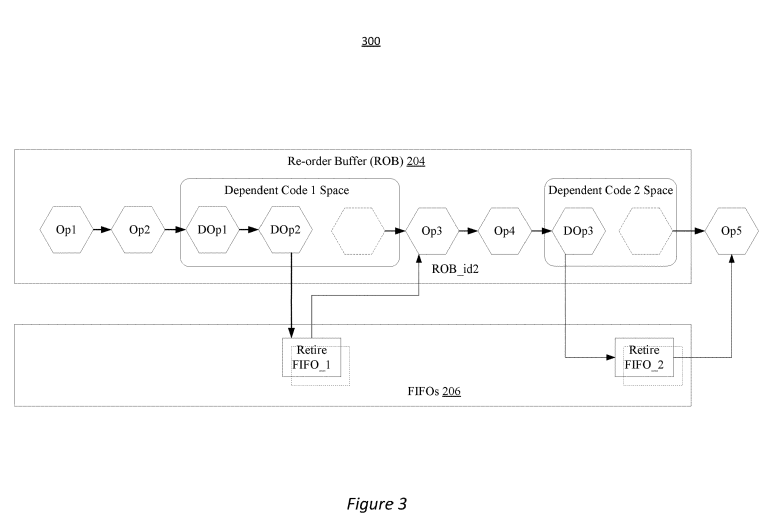 300
Re-order Buffer (ROB) 204
Dependent Code 1 Space
Dependent Code 2 Space
Op1
Op2
DOp1
DOp2
Op3
Op4
DOp3
Op5
ROB_id2
Retire
FIFO_1
Retire
FIFO_2
FIFOs 206
Figure 3